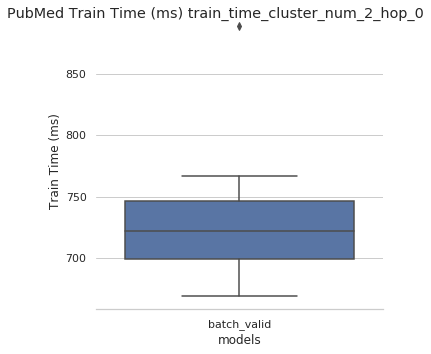 PubMed Train Time (ms) train_time_cluster_num_2_hop_0
850
800
750
700
Train Time (ms)
batch_valid
models